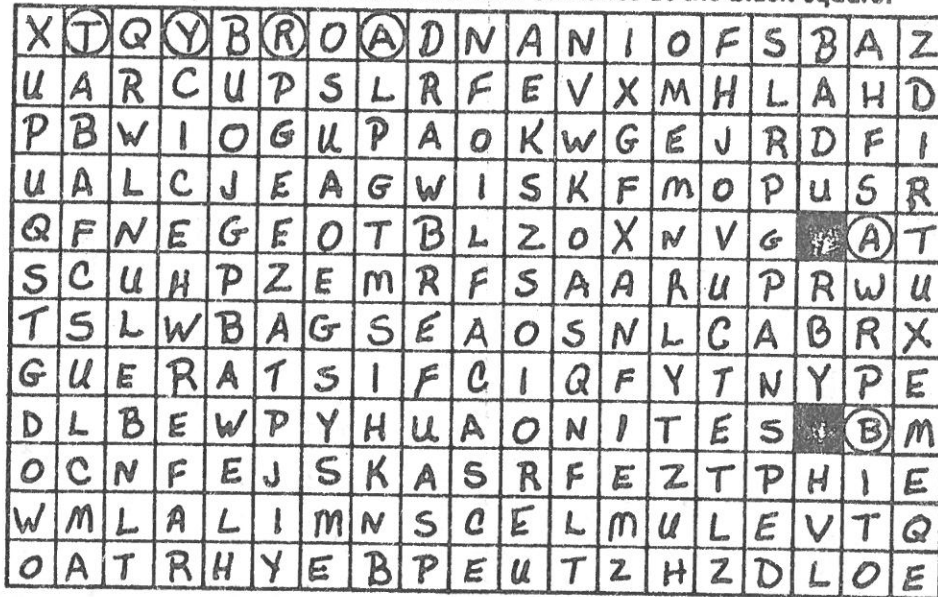 X T Q Y B R O A D N A N I O F S B A Z
U A R C U P S L R F E V X M H L A H D
P B W I O G U P A O K W G E J R D F I
U A L C J E A G W I S K F M O P U S R
Q F N E G E O T B L Z O X N V G A T
S C U H P Z E M R F S A A R U P R W U
T S L W B A G S E A O S N L C A B R X
G U E R A T S I F C I Q F Y T N Y P E
D L B E W P Y H U A O N I T E S B M
O C N F E J S K A S R F E Z T P H I E
W M L A L I M N S C E L M U L E V T Q
O A T R H Y E B P E U T Z H Z D L O E